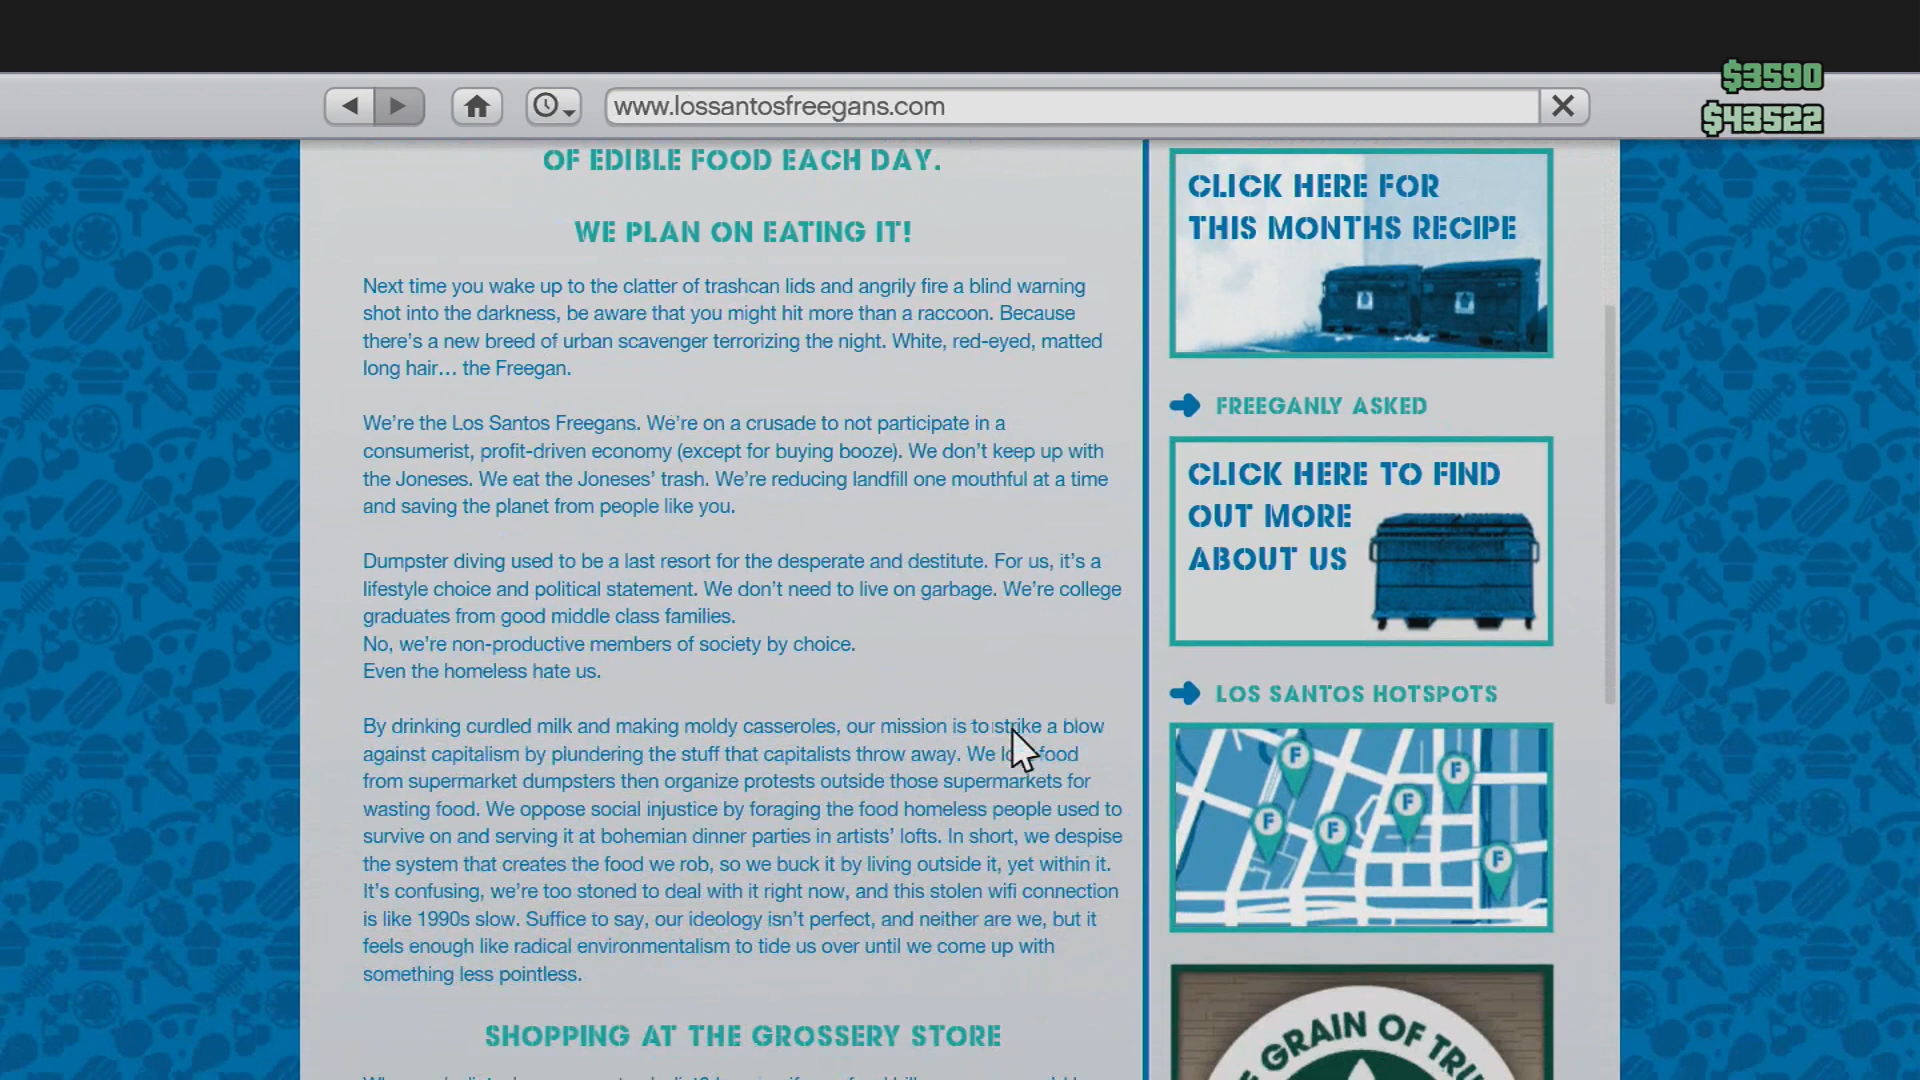 $3590
www.lossantosfreegans.com
$43522
OF EDIBLE FOOD EACH DAY.
WE PLAN ON EATING IT!
Next time you wake up to the clatter of trashcan lids and angrily fire a blind warning
shot into the darkness, be aware that you might hit more than a raccoon. Because
there's a new breed of urban scavenger terrorizing the night. White, red-eyed, matted
long hair… the Freegan.
We're the Los Santos Freegans. We're on a crusade to not participate in a
consumerist, profit-driven economy (except for buying booze). We don't keep up with
the Joneses. We eat the Joneses' trash. We're reducing landfill one mouthful at a time
and saving the planet from people like you.
Dumpster diving used to be a last resort for the desperate and destitute. For us, it's a
lifestyle choice and political statement. We don't need to live on garbage. We're college
graduates from good middle class families.
No, we're non-productive members of society by choice.
Even the homeless hate us.
By drinking curdled milk and making moldy casseroles, our mission is to strike a blow
against capitalism by plundering the stuff that capitalists throw away. We food
from supermarket dumpsters then organize protests outside those supermarkets for
wasting food. We oppose social injustice by foraging the food homeless people used to
survive on and serving it at bohemian dinner parties in artists' lofts. In short, we despise
the system that creates the food we rob, so we buck it by living outside it, yet within it.
It's confusing, we're too stoned to deal with it right now, and this stolen wifi connection
is like 1990s slow. Suffice to say, our ideology isn't perfect, and neither are we, but it
feels enough like radical environmentalism to tide us over until we come up with
something less pointless.
SHOPPING AT THE GROSSERY STORE
CLICK HERE FOR
THIS MONTHS RECIPE
FREEGANLY ASKED
CLICK HERE TO FIND
OUT MORE
ABOUT US
LOS SANTOS HOTSPOTS
F
F
F
F
F
F
GRAIN OF